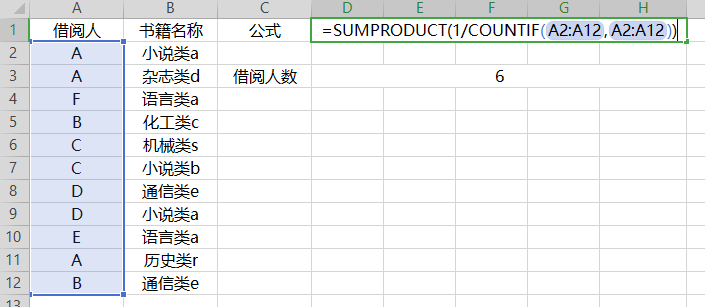 A B C D E F G H
1 借阅人 书籍名称 公式 =SUMPRODUCT(1/COUNTIF(A2:A12,A2:A12))
2 A 小说类a
3 A 杂志类d 借阅人数 6
4 F 语言类a
5 B 化工类c
6 C 机械类s
7 C 小说类b
8 D 通信类e
9 D 小说类a
10 E 语言类a
11 A 历史类r
12 B 通信类e
13